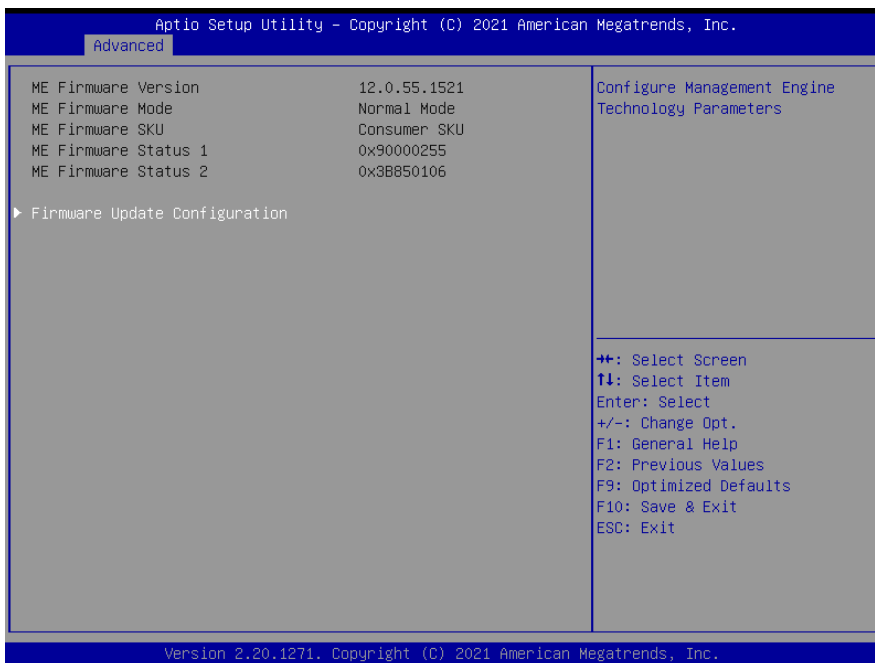 Aptio Setup Utility – Copyright (C) 2021 American Megatrends, Inc.
Advanced
ME Firmware Version 12.0.55.1521
ME Firmware Mode Normal Mode
ME Firmware SKU Consumer SKU
ME Firmware Status 1 0x90000255
ME Firmware Status 2 0x3B850106
▶ Firmware Update Configuration
Configure Management Engine
Technology Parameters
→←: Select Screen
↑↓: Select Item
Enter: Select
+/-: Change Opt.
F1: General Help
F2: Previous Values
F9: Optimized Defaults
F10: Save & Exit
ESC: Exit
Version 2.20.1271. Copyright (C) 2021 American Megatrends, Inc.